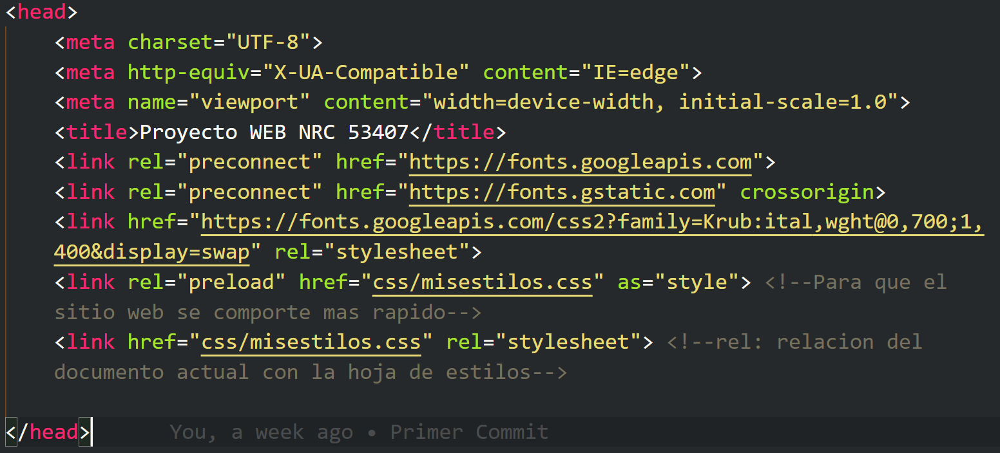 <head>
<meta charset="UTF-8">
<meta http-equiv="X-UA-Compatible" content="IE=edge">
<meta name="viewport" content="width=device-width, initial-scale=1.0">
<title>Proyecto WEB NRC 53407</title>
<link rel="preconnect" href="https://fonts.googleapis.com">
<link rel="preconnect" href="https://fonts.gstatic.com" crossorigin>
<link href="https://fonts.googleapis.com/css2?family=Krub:ital,wght@0,700;1,
400&display=swap" rel="stylesheet">
<link rel="preload" href="css/misestilos.css" as="style"> <!--Para que el
sitio web se comporte mas rapido-->
<link href="css/misestilos.css" rel="stylesheet"> <!--rel: relacion del
documento actual con la hoja de estilos-->
</head> You, a week ago • Primer Commit